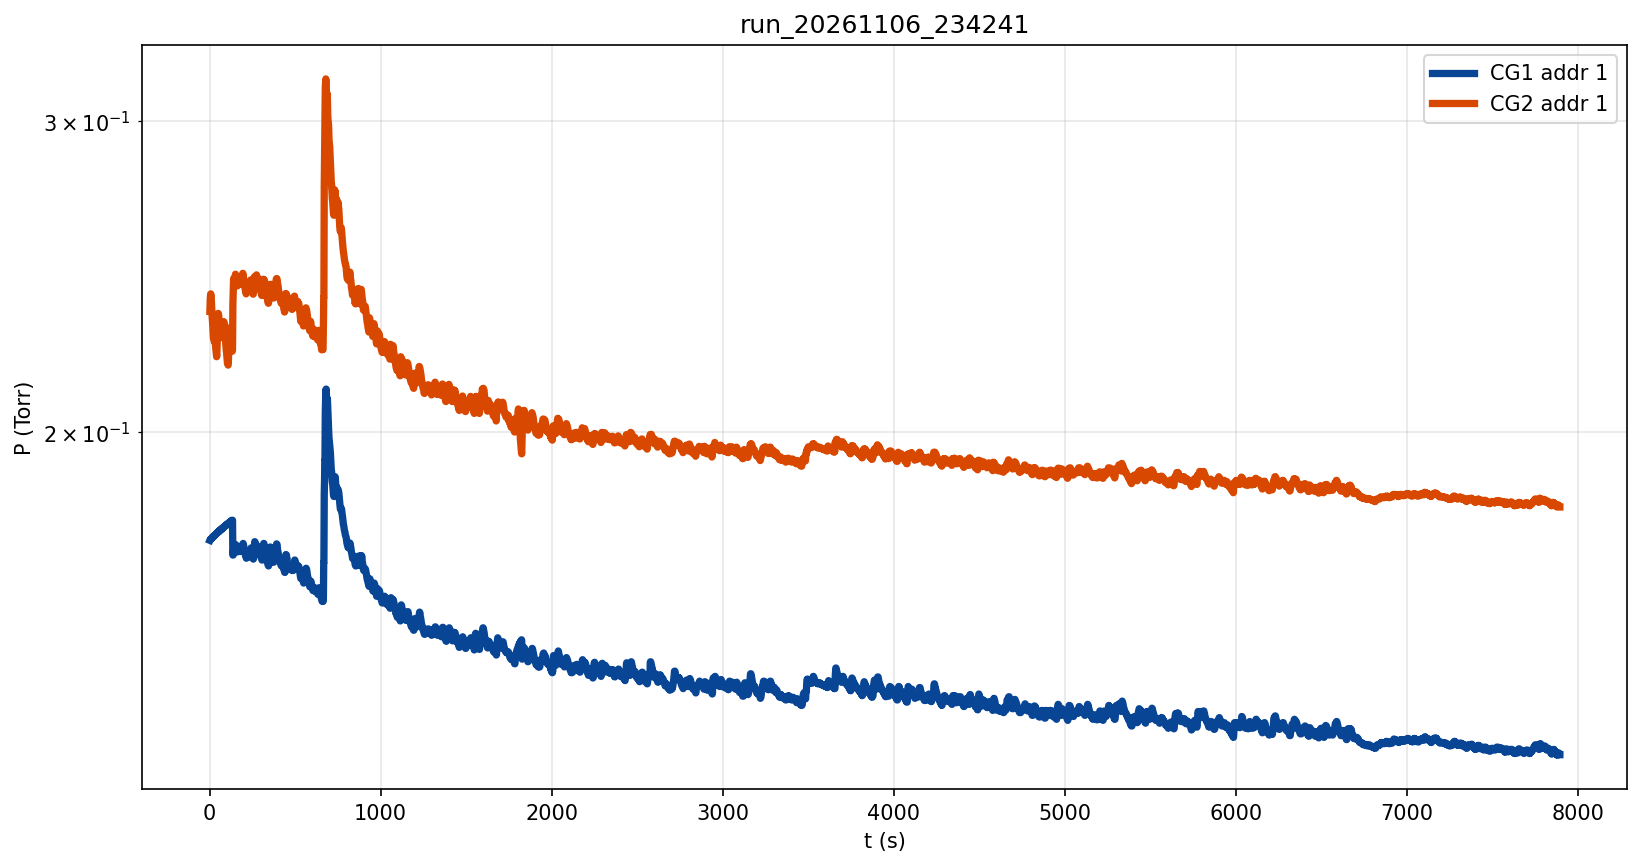 run_20261106_234241
CG1 addr 1
CG2 addr 1
3 × 10⁻¹
2 × 10⁻¹
P (Torr)
0 1000 2000 3000 4000 5000 6000 7000 8000
t (s)